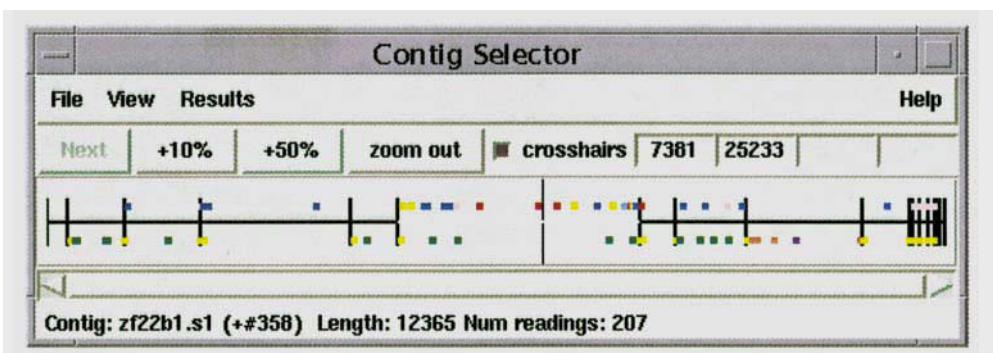 Contig Selector
File View Results Help
Next +10% +50% zoom out crosshairs 7381 25233
Contig: zf22b1.s1 (+#358) Length: 12365 Num readings: 207